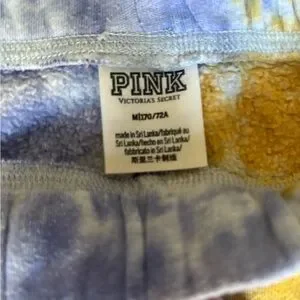 PINK
VICTORIA'S SECRET
M|170/72A
made in Sri Lanka/fabriqué au
Sri Lanka/hecho en Sri Lanka/
fabbricato in Sri Lanka/
斯里兰卡制造